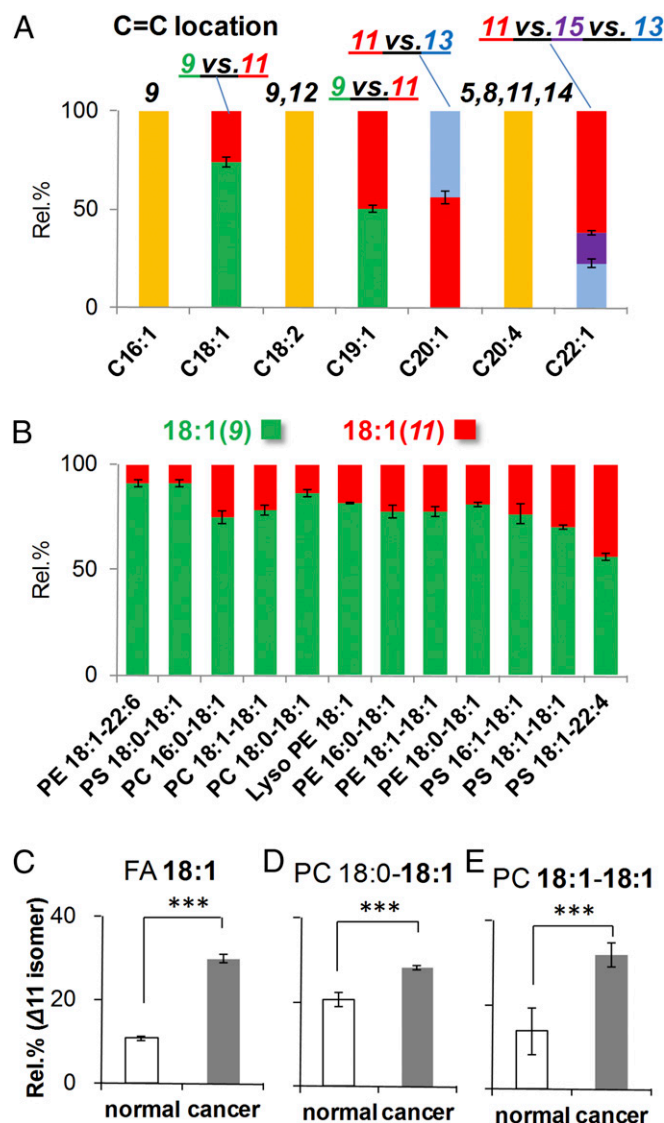 A
C=C location
11 vs. 13
11 vs. 15 vs. 13
9 vs. 11
9
9,12
9 vs. 11
5,8,11,14
100
50
0
Rel.%
C16:1
C18:1
C18:2
C19:1
C20:1
C20:4
C22:1
B
18:1(9)
18:1(11)
100
50
0
Rel.%
PE 18:1-22:6
PS 18:0-18:1
PC 16:0-18:1
PC 18:1-18:1
PC 18:0-18:1
Lyso PE 18:1
PE 16:0-18:1
PE 18:1-18:1
PE 18:0-18:1
PS 16:1-18:1
PS 18:1-18:1
PS 18:1-22:4
C
FA 18:1
***
40
20
0
Rel.% (Δ11 isomer)
normal cancer
D
PC 18:0-18:1
***
normal cancer
E
PC 18:1-18:1
***
normal cancer